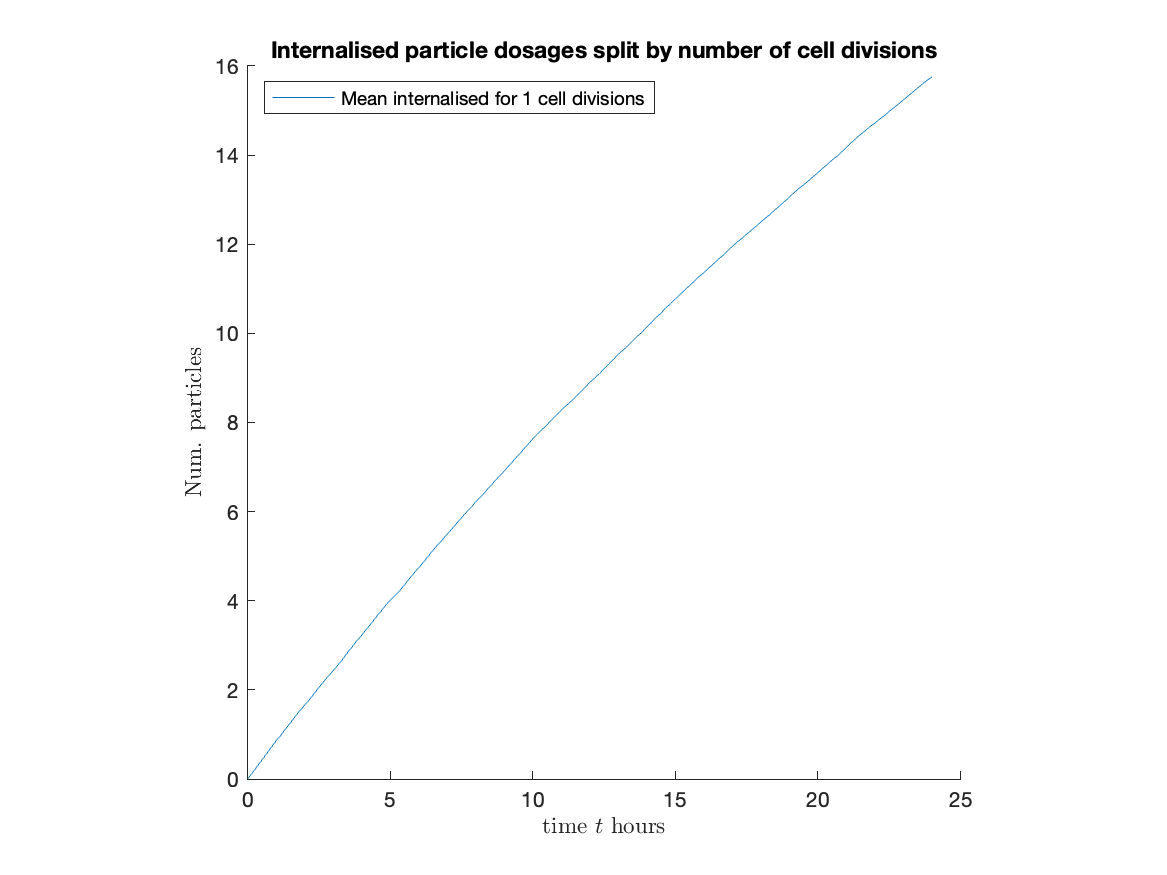 Internalised particle dosages split by number of cell divisions
Mean internalised for 1 cell divisions
16
14
12
10
8
6
4
2
0
Num. particles
0 5 10 15 20 25
time t hours